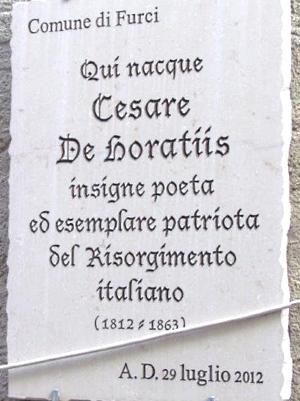 Comune di Furci
Qui nacque
Cesare
De Horatiis
insigne poeta
ed esemplare patriota
del Risorgimento
italiano
(1812 - 1863)
A. D. 29 luglio 2012